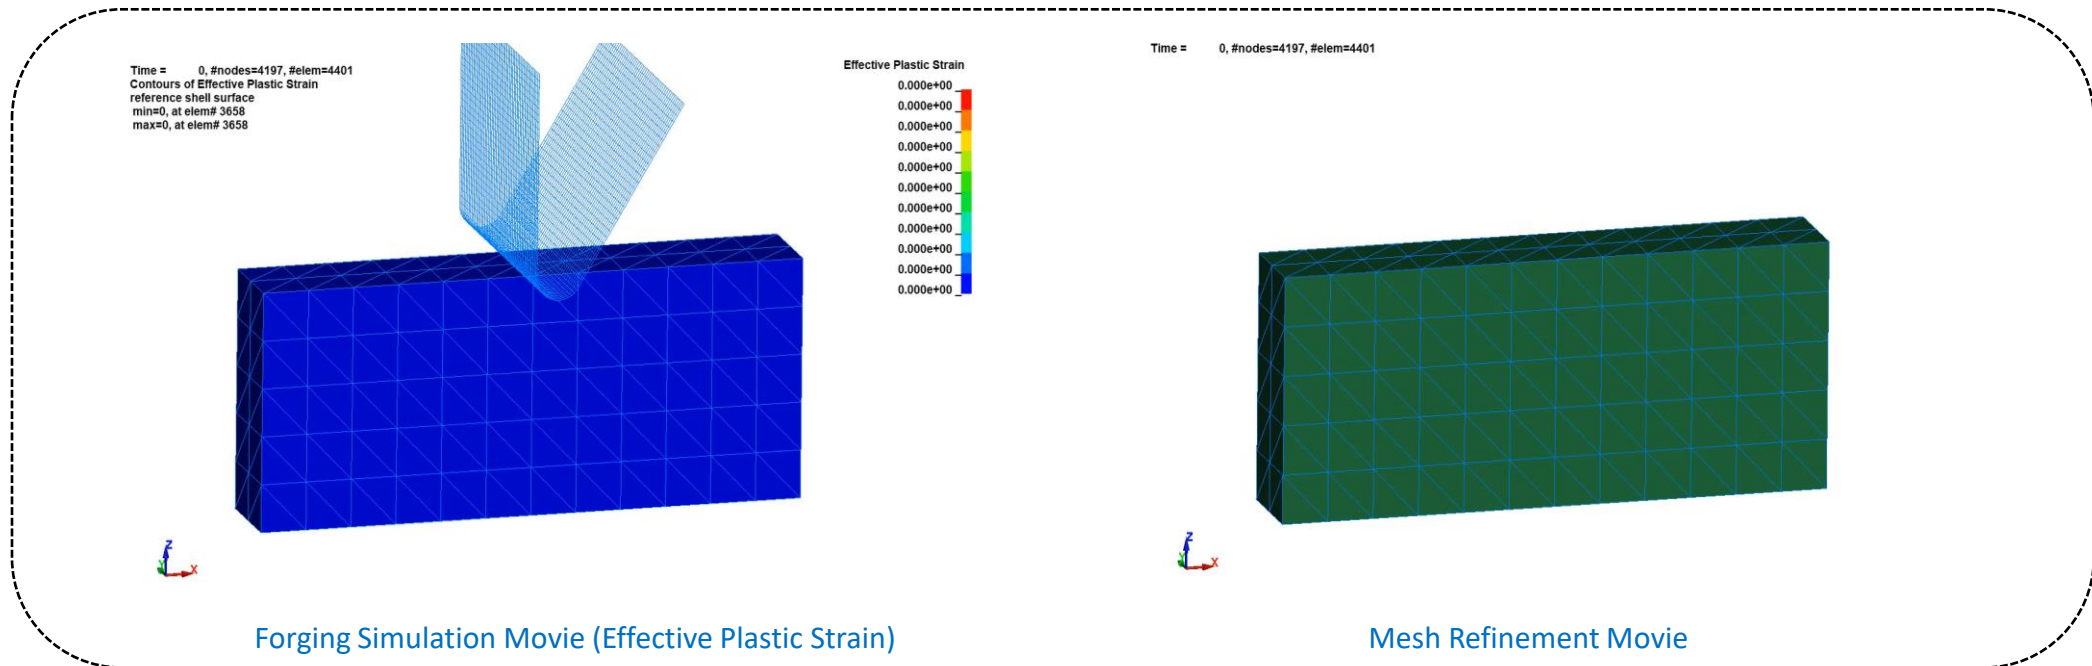 Time =       0, #nodes=4197, #elem=4401
Contours of Effective Plastic Strain
reference shell surface
min=0, at elem# 3658
max=0, at elem# 3658
Effective Plastic Strain
0.000e+00
0.000e+00
0.000e+00
0.000e+00
0.000e+00
0.000e+00
0.000e+00
0.000e+00
0.000e+00
0.000e+00
0.000e+00
Z
Y
X
Forging Simulation Movie (Effective Plastic Strain)
Time =       0, #nodes=4197, #elem=4401
Z
Y
X
Mesh Refinement Movie